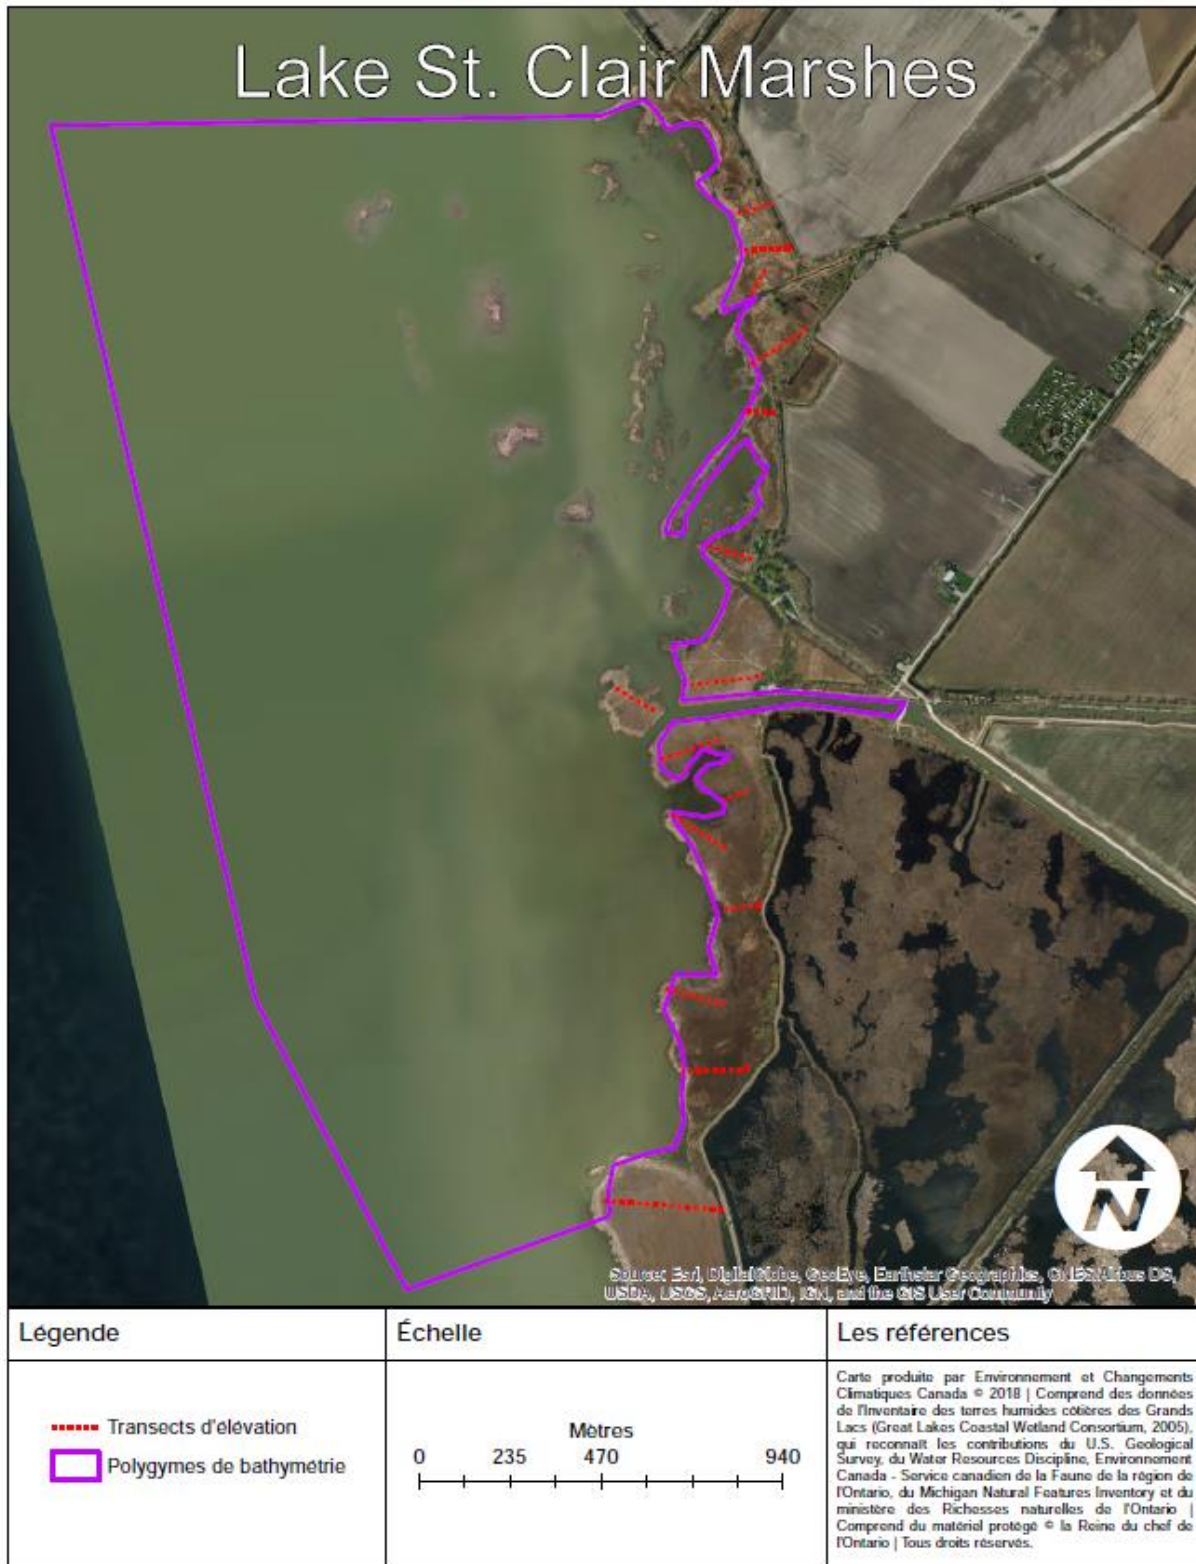 Lake St. Clair Marshes
N
Source: Esri, DigitalGlobe, GeoEye, Earthstar Geographics, CNES/Airbus DS,
USDA, USGS, AeroGRID, IGN, and the GIS User Community
Légende
Transects d'élévation
Polygymes de bathymétrie
Échelle
Mètres
0 235 470 940
Les références
Carte produite par Environnement et Changements
Climatiques Canada © 2018 | Comprend des données
de l'Inventaire des terres humides côtières des Grands
Lacs (Great Lakes Coastal Wetland Consortium, 2005),
qui reconnaît les contributions du U.S. Geological
Survey, du Water Resources Discipline, Environnement
Canada - Service canadien de la Faune de la région de
l'Ontario, du Michigan Natural Features Inventory et du
ministère des Richesses naturelles de l'Ontario |
Comprend du matériel protégé © la Reine du chef de
l'Ontario | Tous droits réservés.